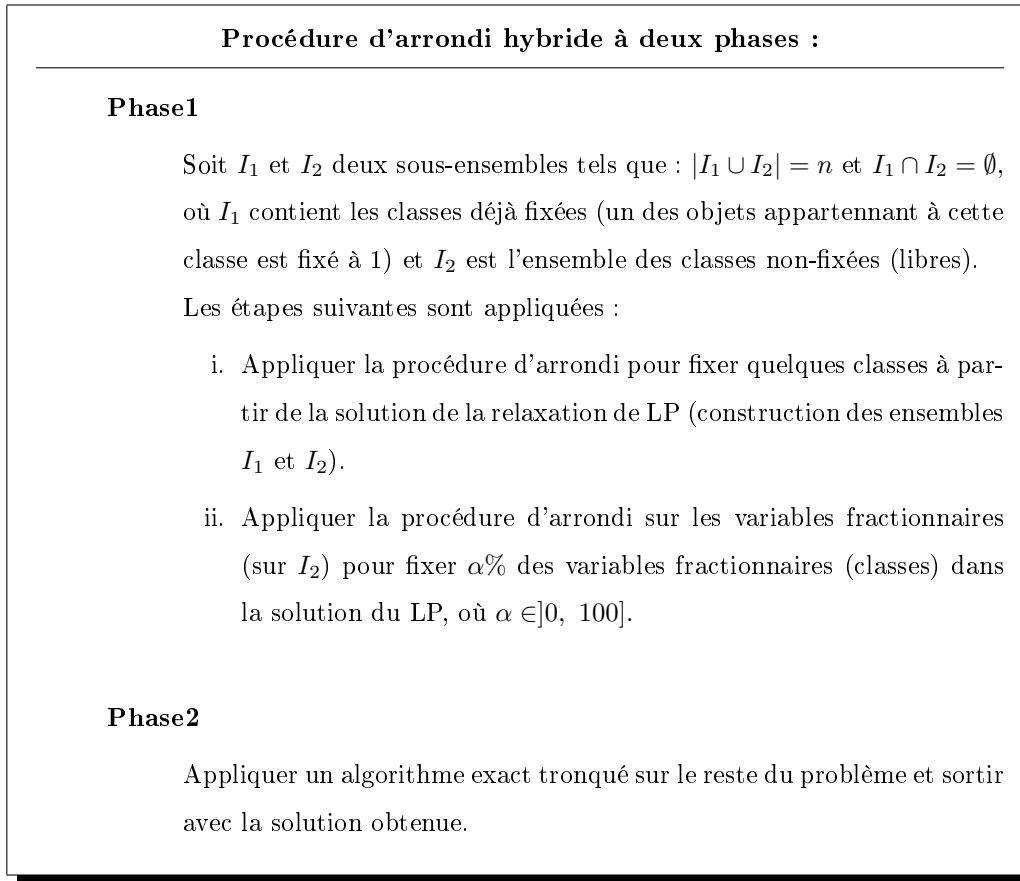 Procédure d'arrondi hybride à deux phases :
Phase1
Soit I₁ et I₂ deux sous-ensembles tels que : |I₁ ∪ I₂| = n et I₁ ∩ I₂ = ∅,
où I₁ contient les classes déjà fixées (un des objets appartennant à cette
classe est fixé à 1) et I₂ est l'ensemble des classes non-fixées (libres).
Les étapes suivantes sont appliquées :
i. Appliquer la procédure d'arrondi pour fixer quelques classes à par-
tir de la solution de la relaxation de LP (construction des ensembles
I₁ et I₂).
ii. Appliquer la procédure d'arrondi sur les variables fractionnaires
(sur I₂) pour fixer α% des variables fractionnaires (classes) dans
la solution du LP, où α ∈]0, 100].
Phase2
Appliquer un algorithme exact tronqué sur le reste du problème et sortir
avec la solution obtenue.